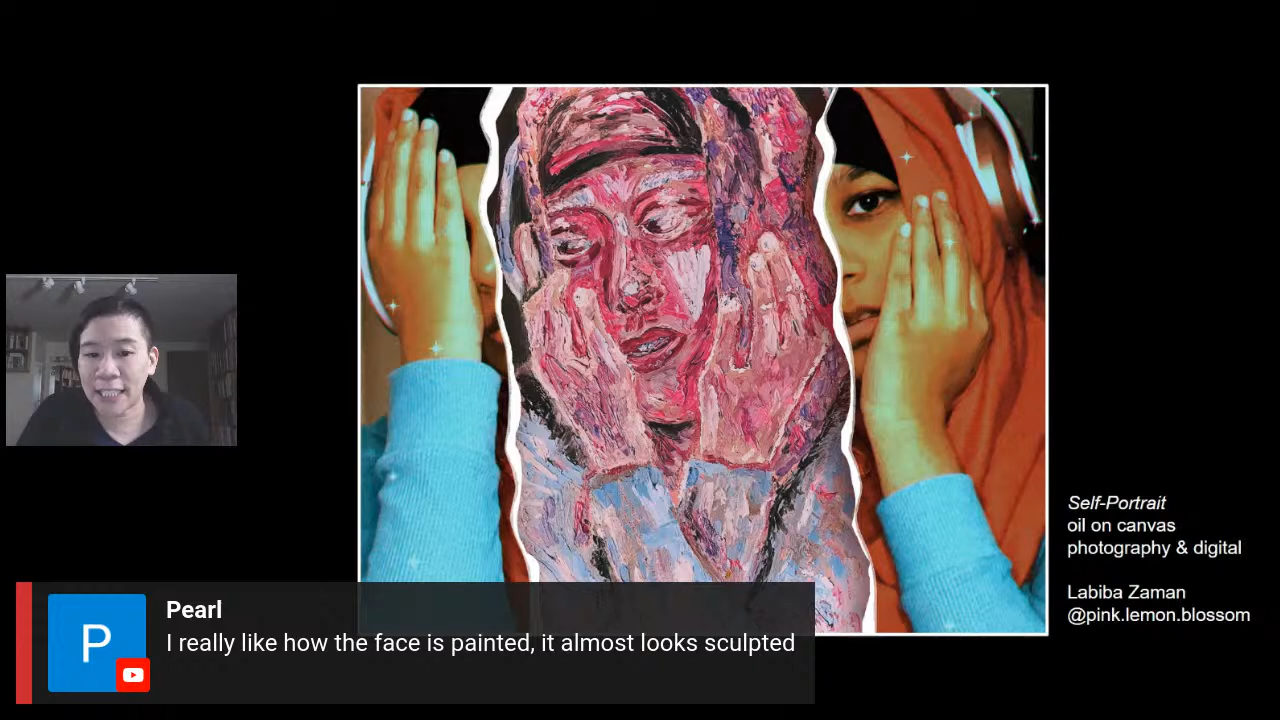 Self-Portrait
oil on canvas
photography & digital
Labiba Zaman
@pink.lemon.blossom
P
Pearl
I really like how the face is painted, it almost looks sculpted